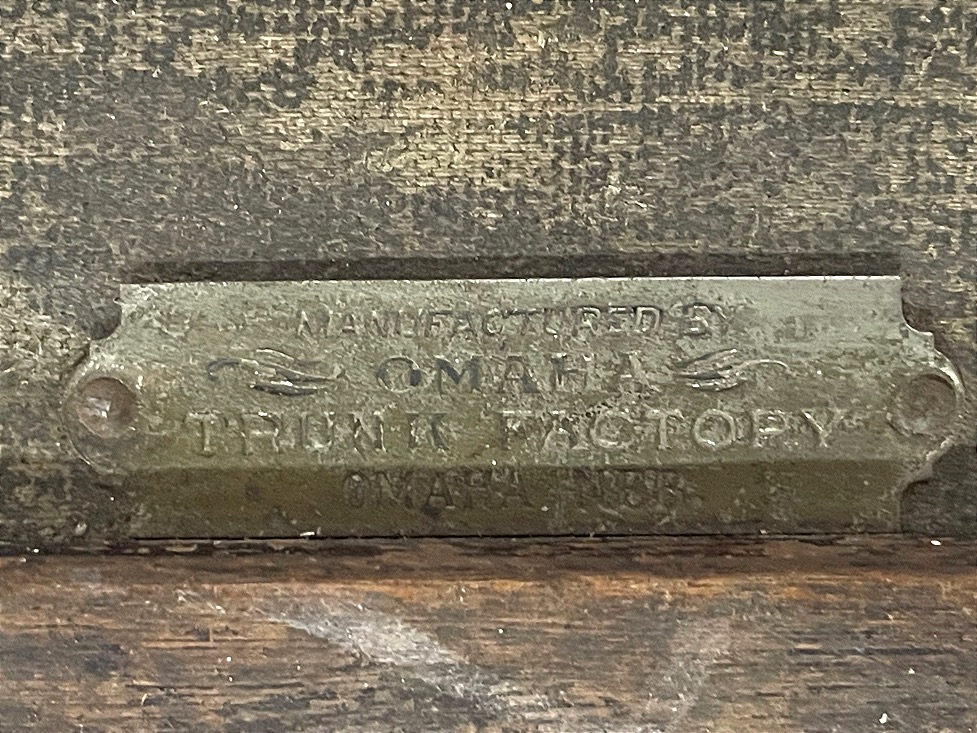 MANUFACTURED BY
OMAHA
TRUNK FACTORY
OMAHA NEB.